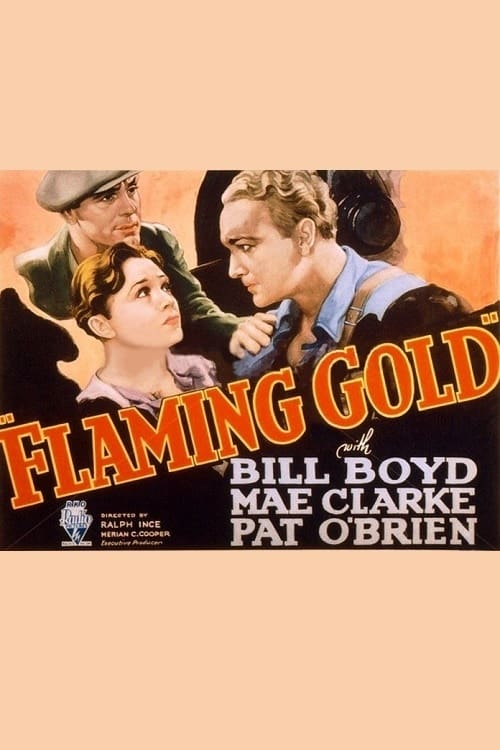 "FLAMING GOLD"
with
BILL BOYD
MAE CLARKE
PAT O'BRIEN
RKO
Radio
DIRECTED BY
RALPH INCE
MERIAN C. COOPER
Executive Producer